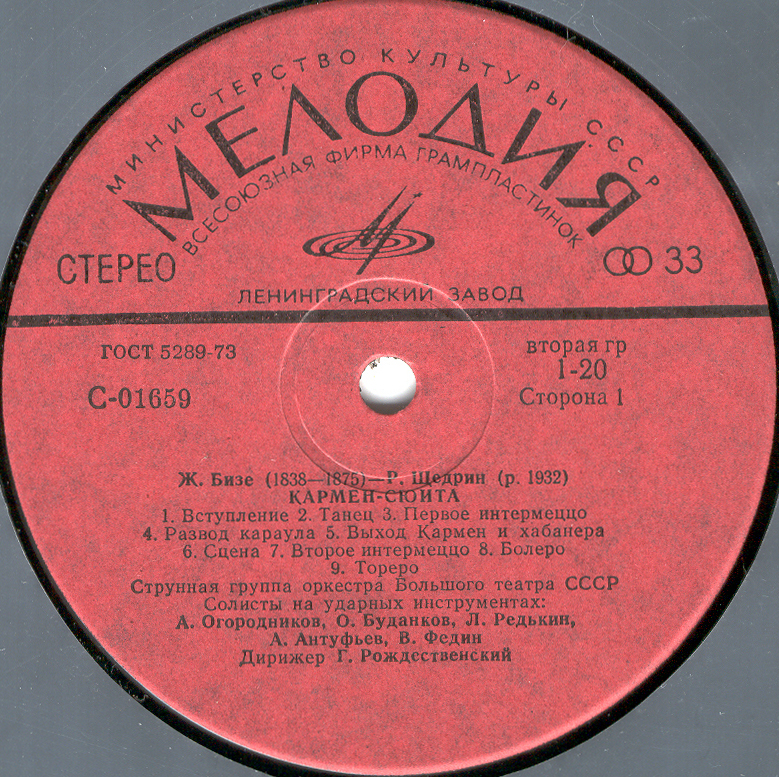 МИНИСТЕРСТВО КУЛЬТУРЫ СССР
МЕЛОДИЯ
ВСЕСОЮЗНАЯ ФИРМА ГРАМПЛАСТИНОК
СТЕРЕО
33
ЛЕНИНГРАДСКИЙ ЗАВОД
ГОСТ 5289-73
вторая гр
1-20
С-01659
Сторона 1
Ж. Бизе (1838—1875)—Р. Щедрин (р. 1932)
КАРМЕН-СЮИТА
1. Вступление 2. Танец 3. Первое интермеццо
4. Развод караула 5. Выход Кармен и хабанера
6. Сцена 7. Второе интермеццо 8. Болеро
9. Тореро
Струнная группа оркестра Большого театра СССР
Солисты на ударных инструментах:
А. Огородников, О. Буданков, Л. Редькин,
А. Антуфьев, В. Федин
Дирижер Г. Рождественский